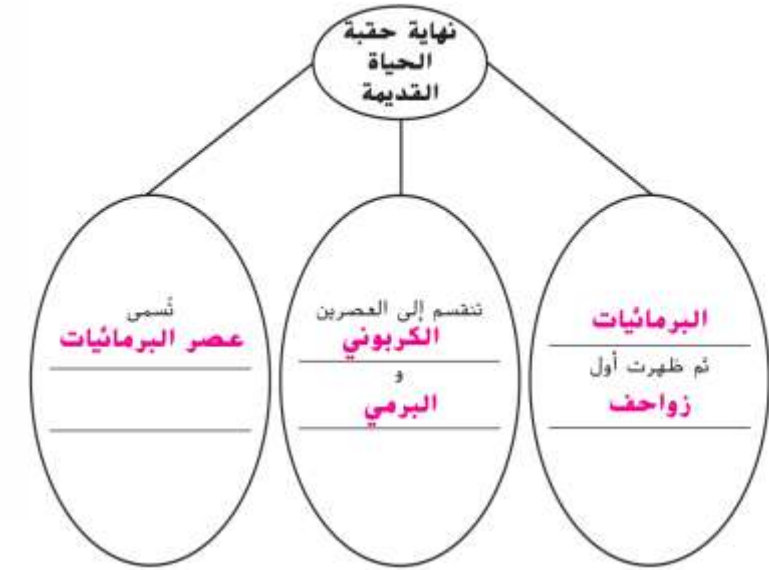 نهاية حقبة
الحياة
القديمة
البرمائيات
ثم ظهرت أول
زواحف
تنقسم إلى العصرين
الكربوني
و
البرمي
تُسمى
عصر البرمائيات